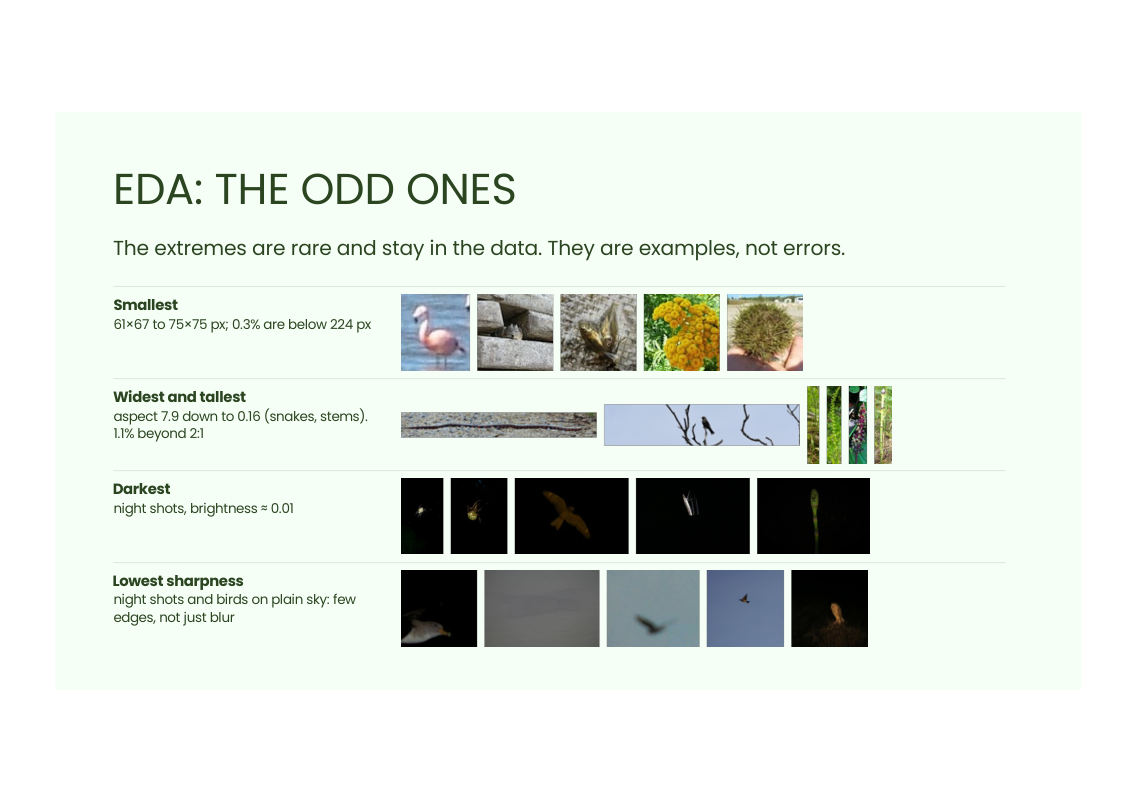 EDA: THE ODD ONES
The extremes are rare and stay in the data. They are examples, not errors.
Smallest
61×67 to 75×75 px; 0.3% are below 224 px
Widest and tallest
aspect 7.9 down to 0.16 (snakes, stems).
1.1% beyond 2:1
Darkest
night shots, brightness ≈ 0.01
Lowest sharpness
night shots and birds on plain sky: few
edges, not just blur